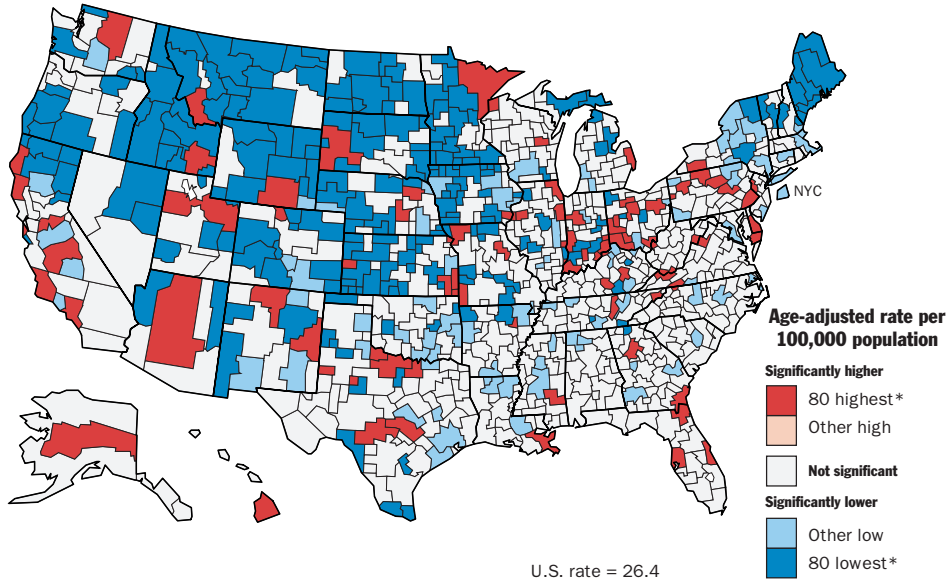 NYC
Age-adjusted rate per
100,000 population
Significantly higher
80 highest*
Other high
Not significant
Significantly lower
Other low
80 lowest*
U.S. rate = 26.4